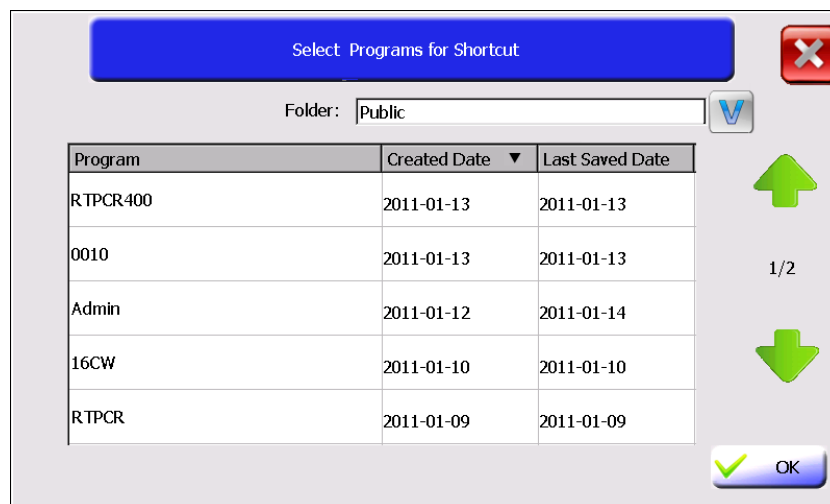 Select Programs for Shortcut
Folder: Public
Program Created Date ▼ Last Saved Date
RTPCR400 2011-01-13 2011-01-13
0010 2011-01-13 2011-01-13
1/2
Admin 2011-01-12 2011-01-14
16CW 2011-01-10 2011-01-10
RTPCR 2011-01-09 2011-01-09
OK